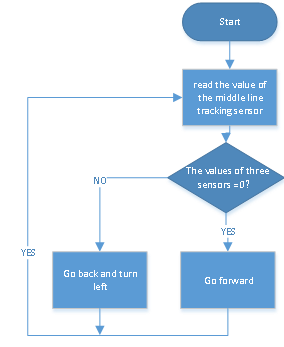 Start
read the value of
the middle line
tracking sensor
The values of three
sensors =0?
NO
YES
YES
Go back and turn
left
Go forward